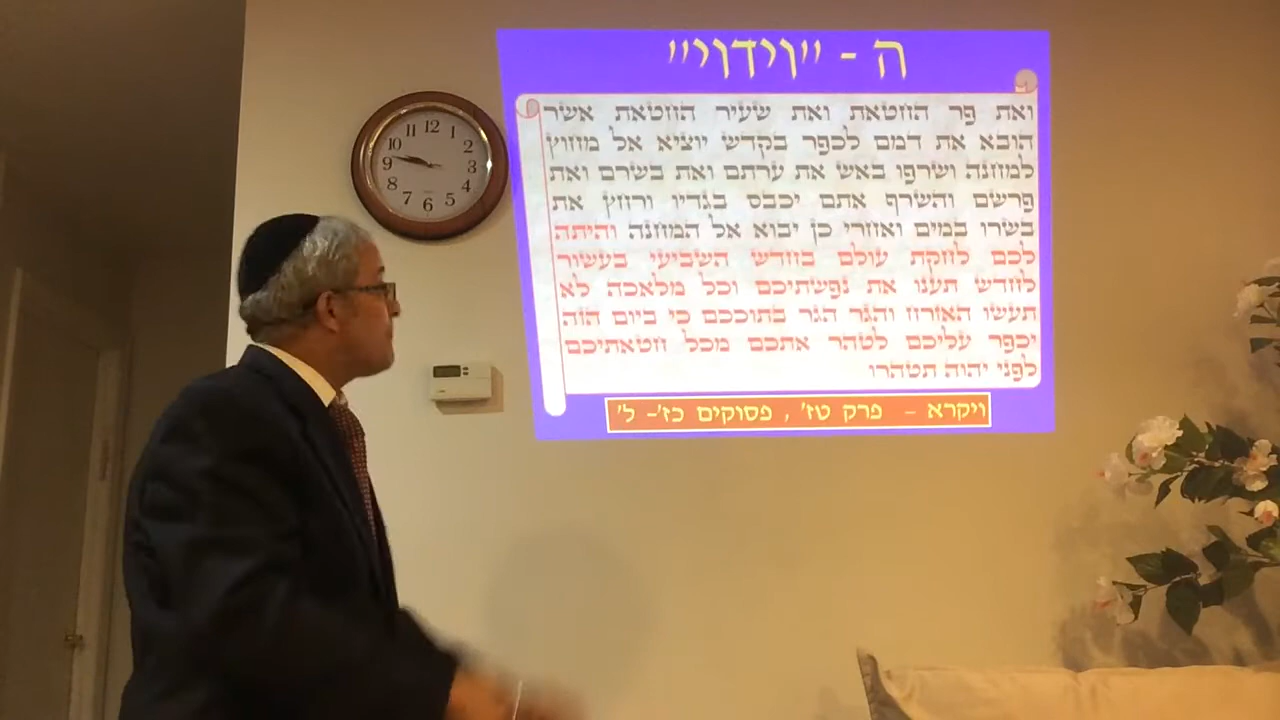 ה - "וידוי"
ואת פר החטאת ואת שעיר החטאת אשר
הובא את דמם לכפר בקדש יוציא אל מחוץ
למחנה ושרפו באש את ערתם ואת בשרם ואת
פרשם והשרף אתם יכבס בגדיו ורחץ את
בשרו במים ואחרי כן יבוא אל המחנה והיתה
לכם לחקת עולם בחדש השביעי בעשור
לחדש תענו את נפשתיכם וכל מלאכה לא
תעשו האזרח והגר הגר בתוככם כי ביום הזה
יכפר עליכם לטהר אתכם מכל חטאתיכם
לפני יהוה תטהרו
ויקרא - פרק טז', פסוקים כז'- ל'
12
1
2
3
4
5
6
7
8
9
10
11